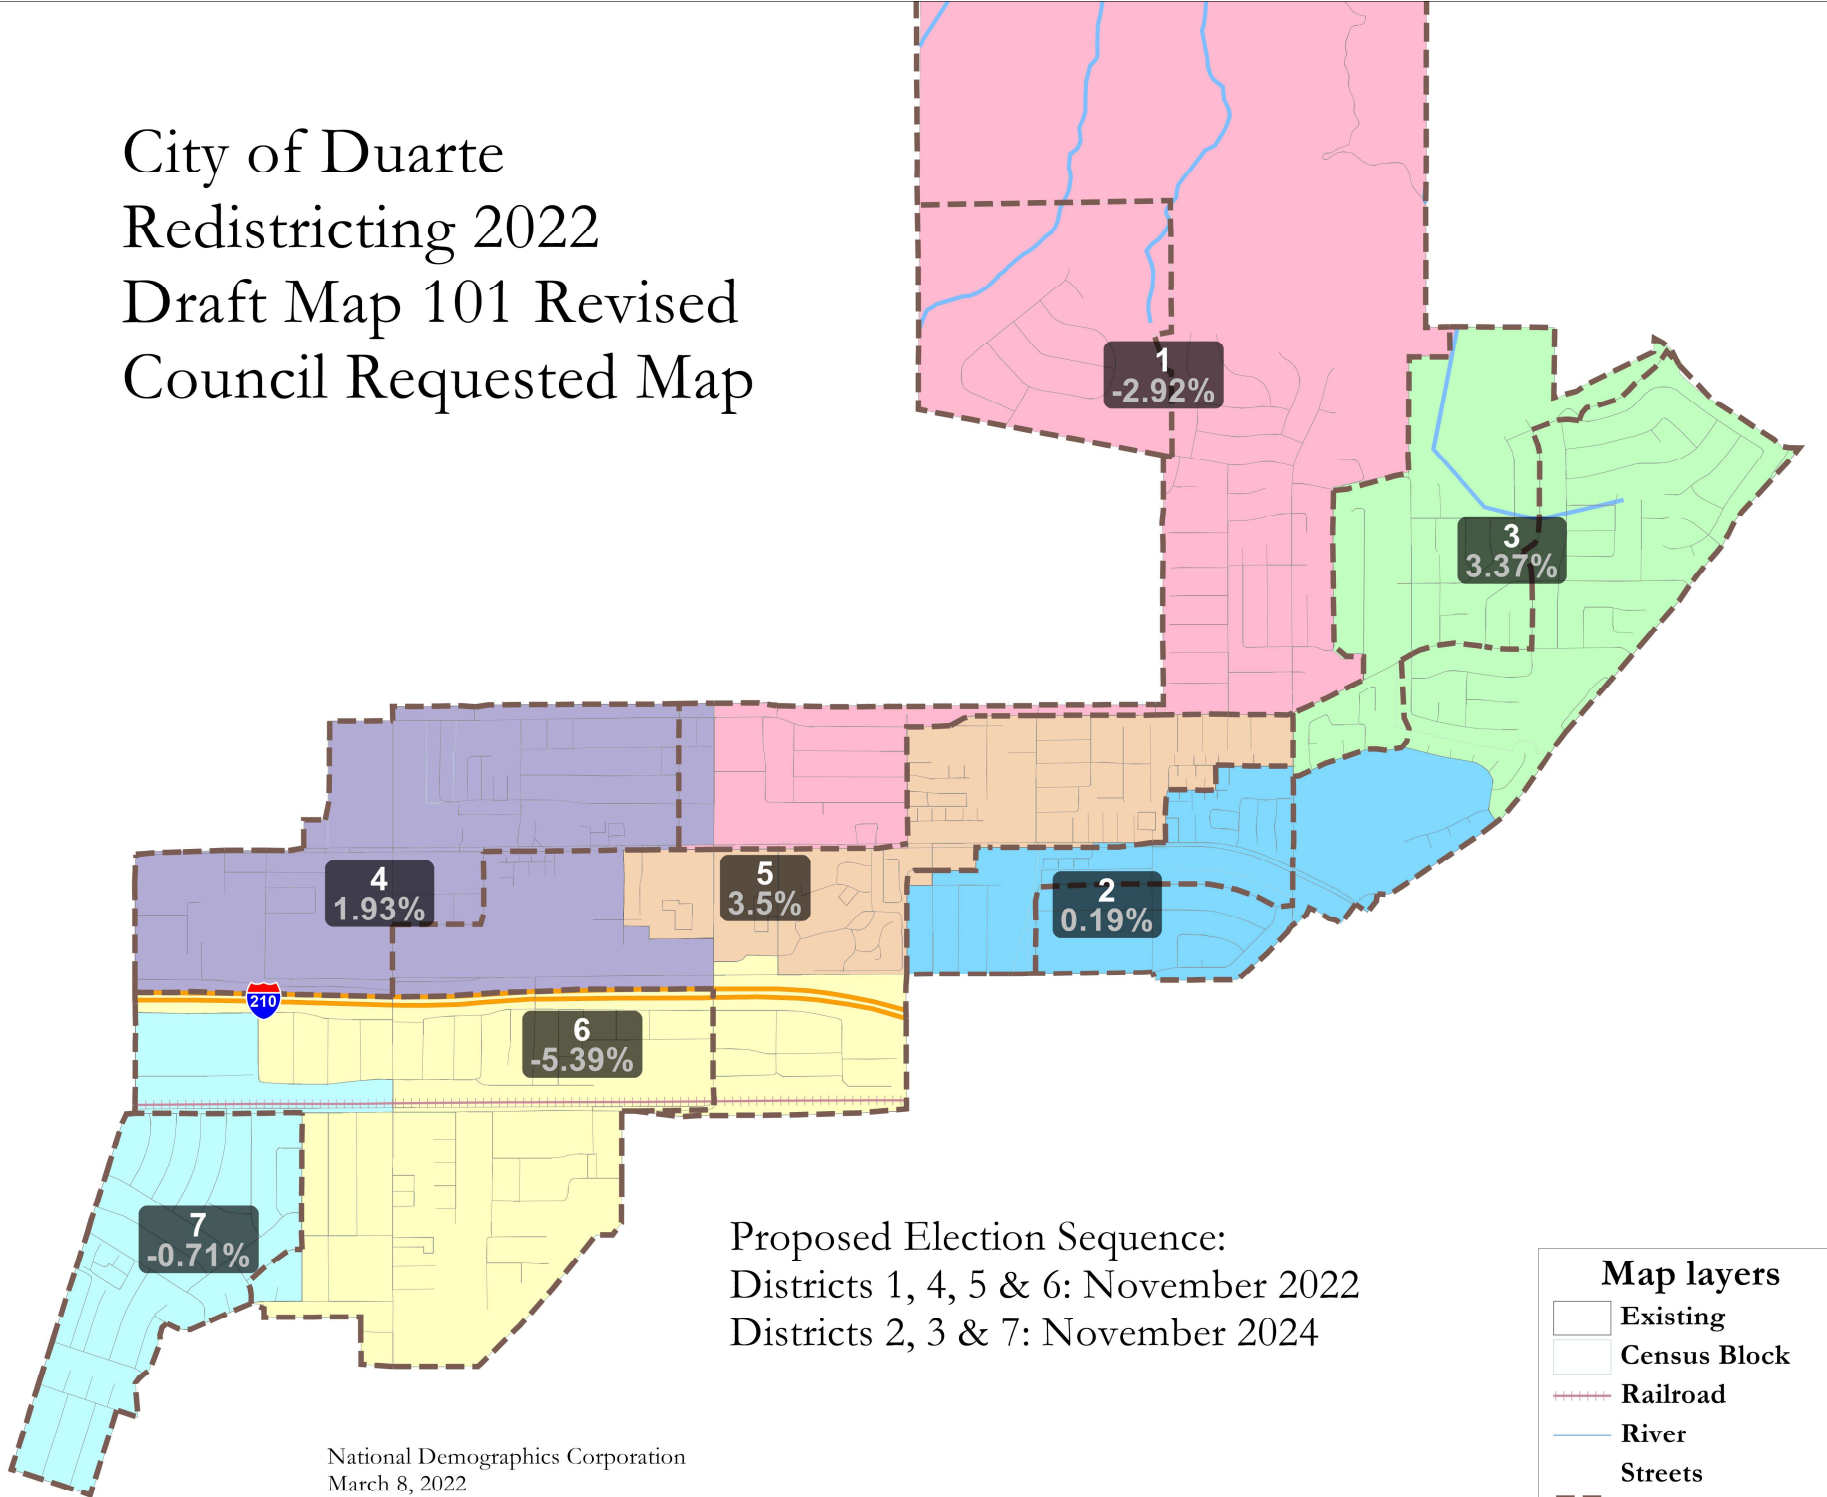 City of Duarte
Redistricting 2022
Draft Map 101 Revised
Council Requested Map
1
-2.92%
3
3.37%
4
1.93%
5
3.5%
2
0.19%
210
6
-5.39%
7
-0.71%
Proposed Election Sequence:
Districts 1, 4, 5 & 6: November 2022
Districts 2, 3 & 7: November 2024
Map layers
Existing
Census Block
Railroad
River
Streets
National Demographics Corporation
March 8, 2022